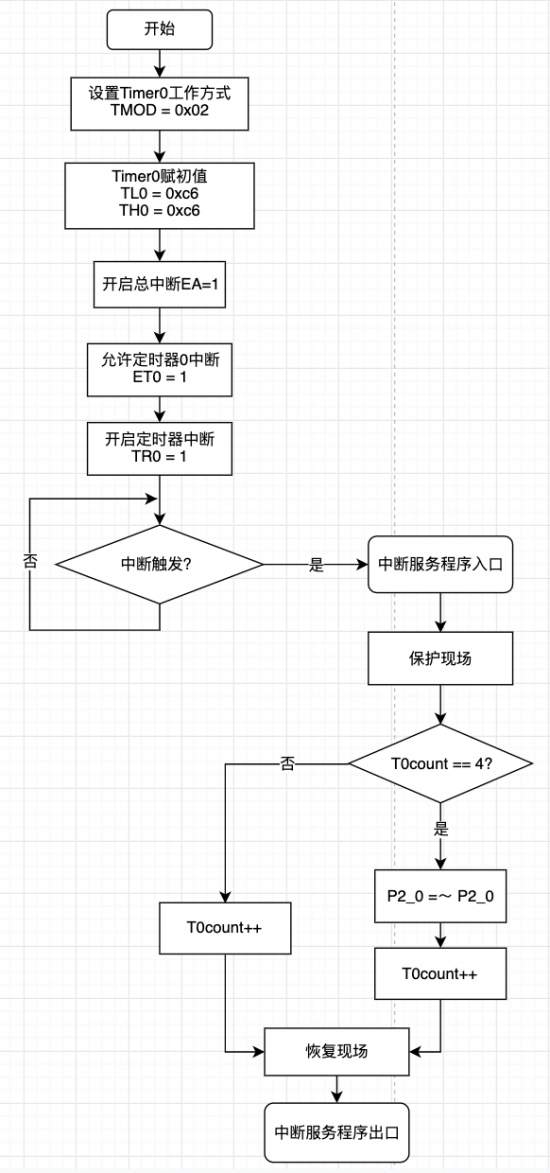 开始
设置Timer0工作方式
TMOD = 0x02
Timer0赋初值
TL0 = 0xc6
TH0 = 0xc6
开启总中断EA=1
允许定时器0中断
ET0 = 1
开启定时器中断
TR0 = 1
否
中断触发?
是
中断服务程序入口
保护现场
否
T0count == 4?
是
P2_0 =～ P2_0
T0count++
T0count++
恢复现场
中断服务程序出口